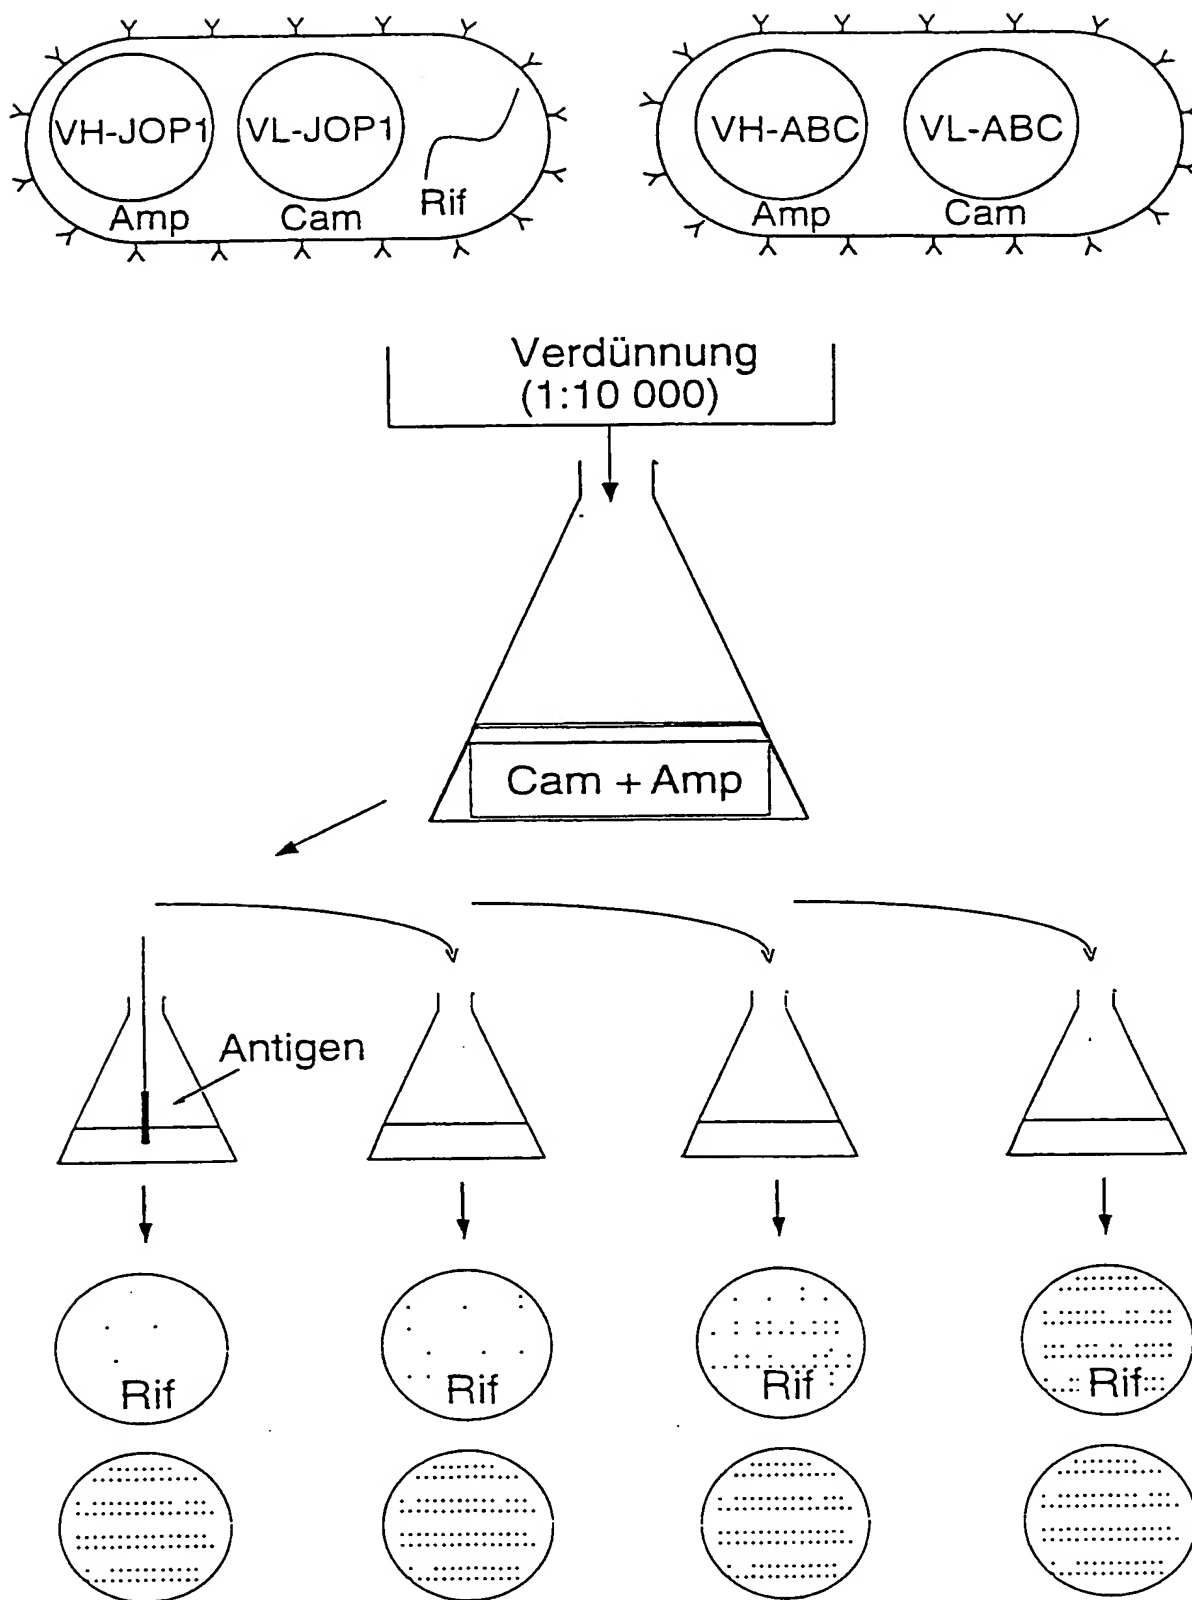 VH-JOP1
VL-JOP1
Amp
Cam
Rif
VH-ABC
VL-ABC
Amp
Cam
Verdünnung
(1:10 000)
Cam + Amp
Antigen
Rif
Rif
Rif
Rif